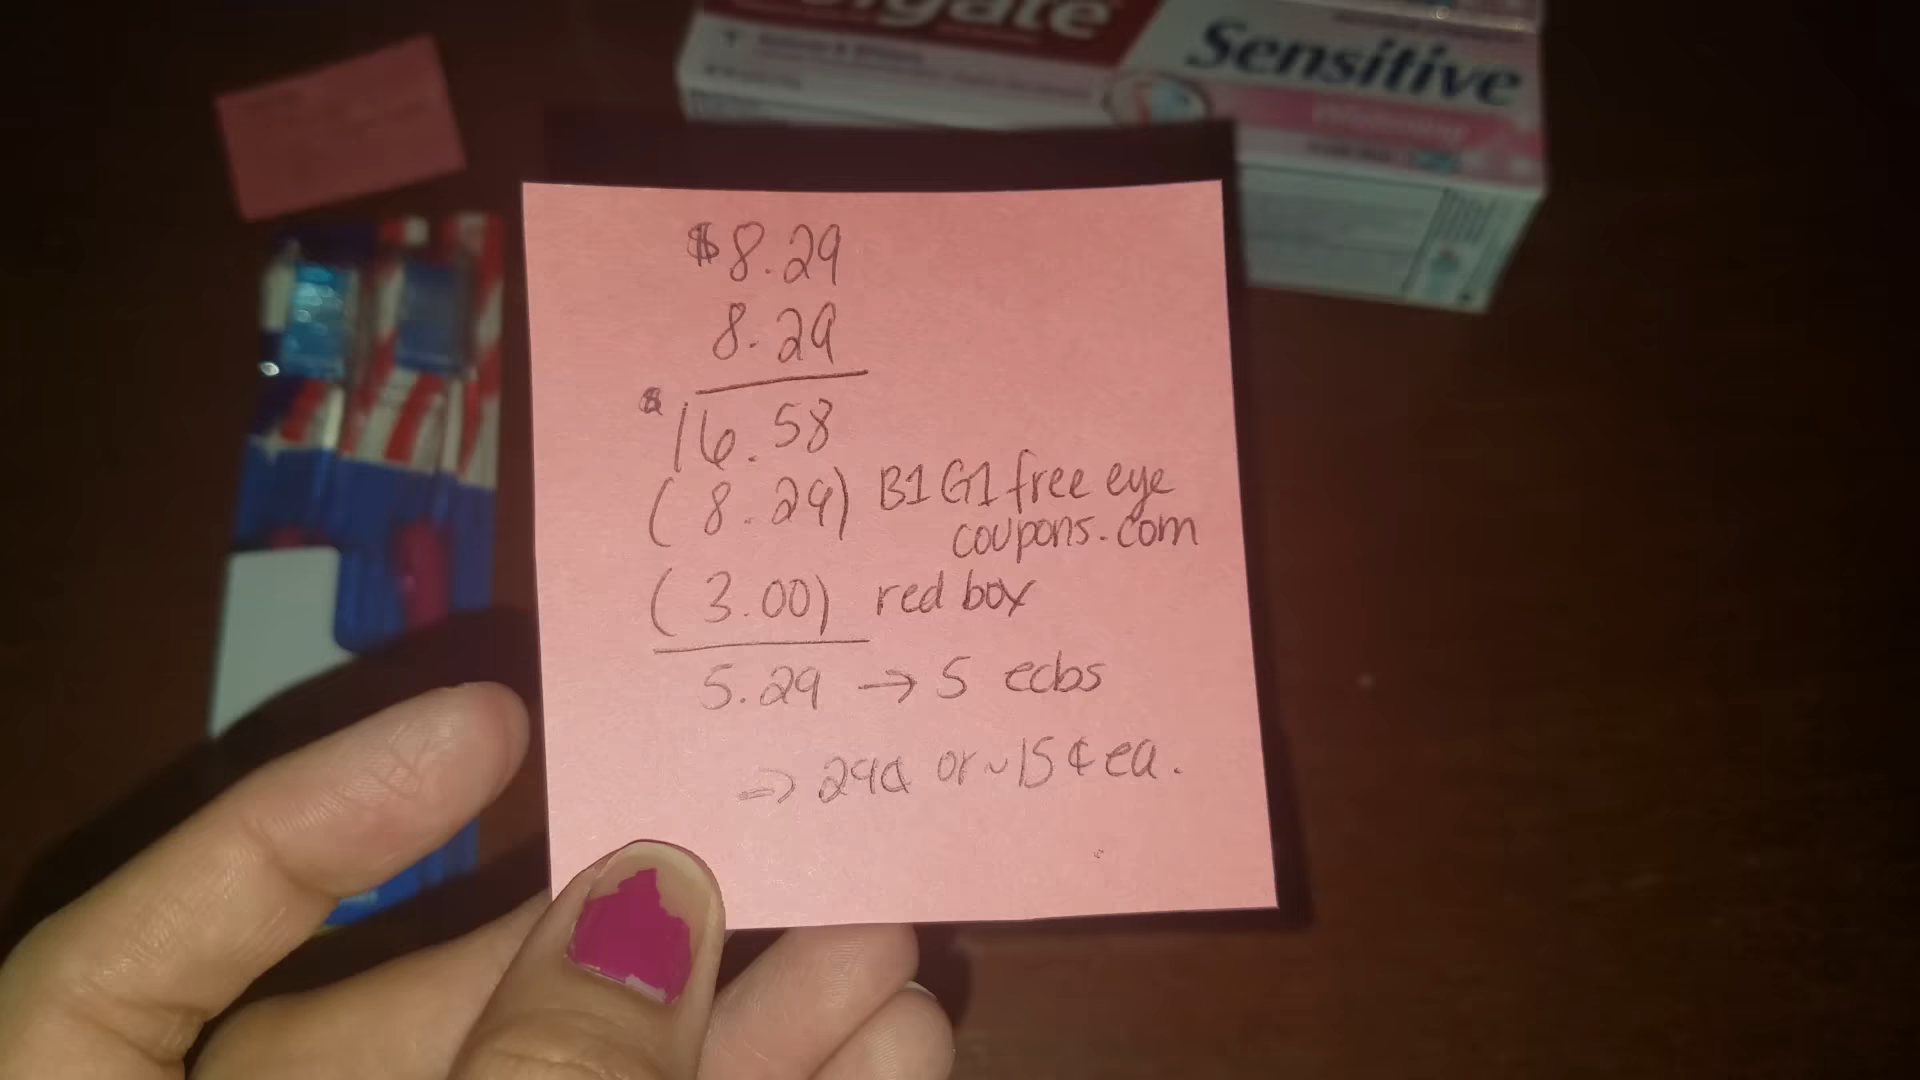 olgate
Sensitive
$8.29
8.29
$16.58
(8.29) B1G1 free eye
coupons.com
(3.00) red box
5.29 → 5 ecbs
⇒ 29¢ or ~15¢ ea.